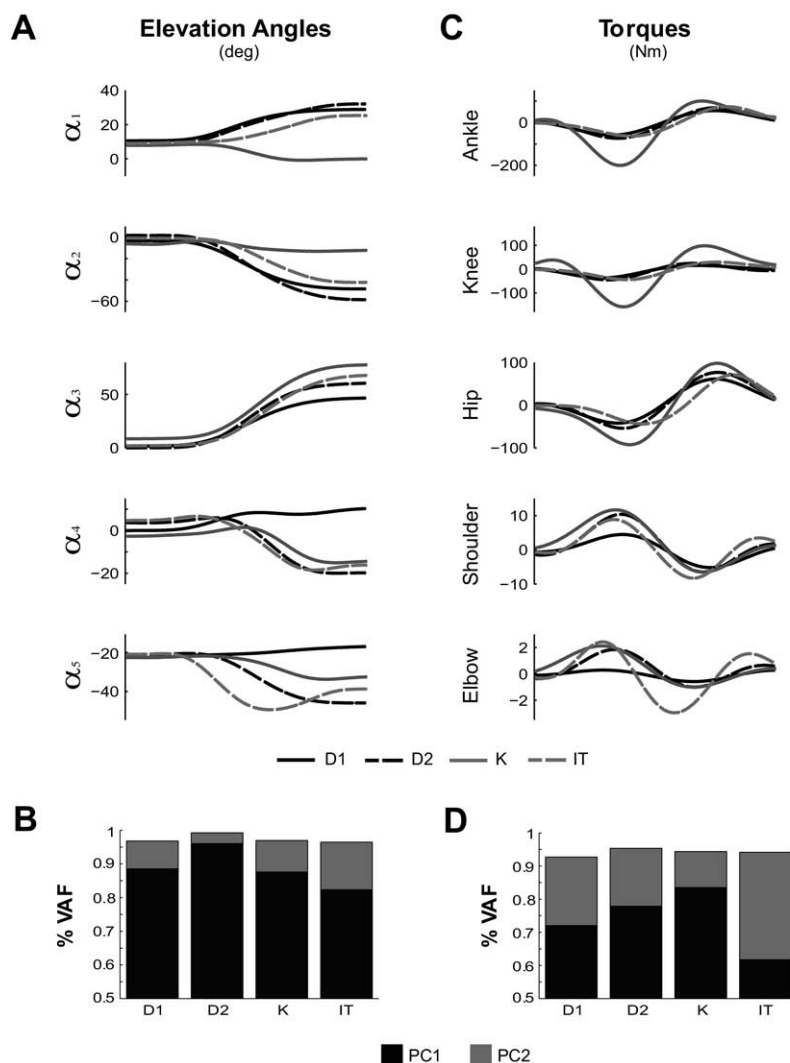 A
Elevation Angles
(deg)
α1
40
20
0
α2
0
−60
α3
50
0
α4
0
−20
α5
−20
−40
C
Torques
(Nm)
Ankle
0
−200
Knee
100
0
−100
Hip
100
0
−100
Shoulder
10
0
−10
Elbow
2
0
−2
D1 D2 K IT
B
% VAF
1
0.9
0.8
0.7
0.6
0.5
D1 D2 K IT
D
% VAF
1
0.9
0.8
0.7
0.6
0.5
D1 D2 K IT
PC1 PC2